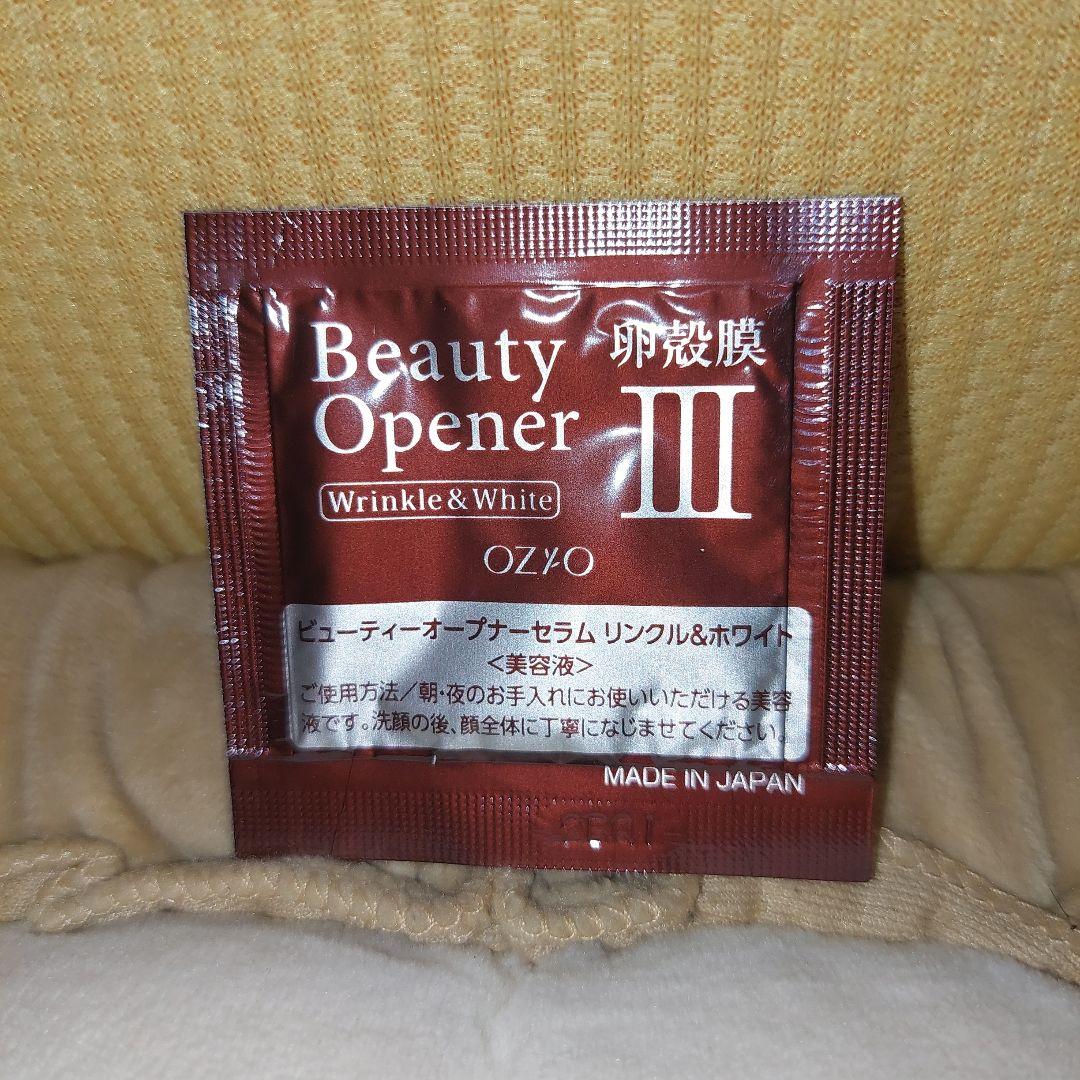 Beauty
Opener
Wrinkle&White
卵殻膜
III
OZIO
ビューティーオープナーセラム リンクル&ホワイト
<美容液>
ご使用方法/朝・夜のお手入れにお使いいただける美容
液です。洗顔の後、顔全体に丁寧になじませてください。
MADE IN JAPAN